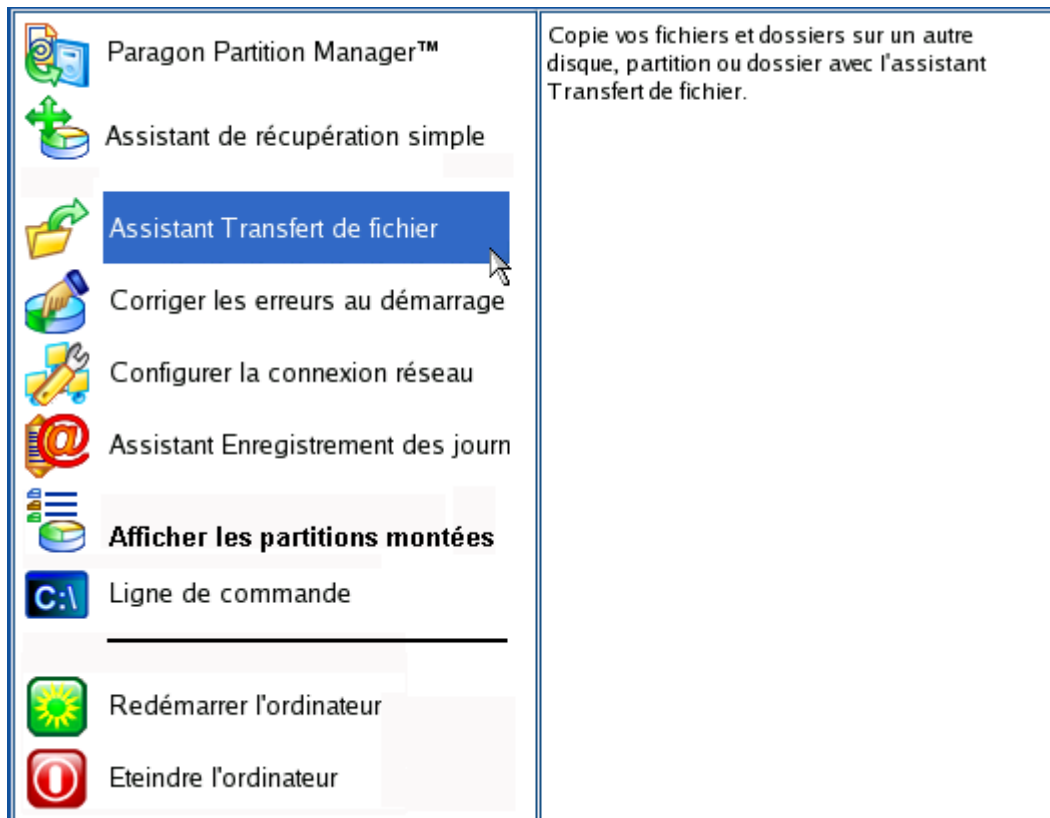 Paragon Partition Manager™
Assistant de récupération simple
Assistant Transfert de fichier
Corriger les erreurs au démarrage
Configurer la connexion réseau
@
Assistant Enregistrement des journ
Afficher les partitions montées
C:\
Ligne de commande
Redémarrer l'ordinateur
Eteindre l'ordinateur
Copie vos fichiers et dossiers sur un autre
disque, partition ou dossier avec l'assistant
Transfert de fichier.